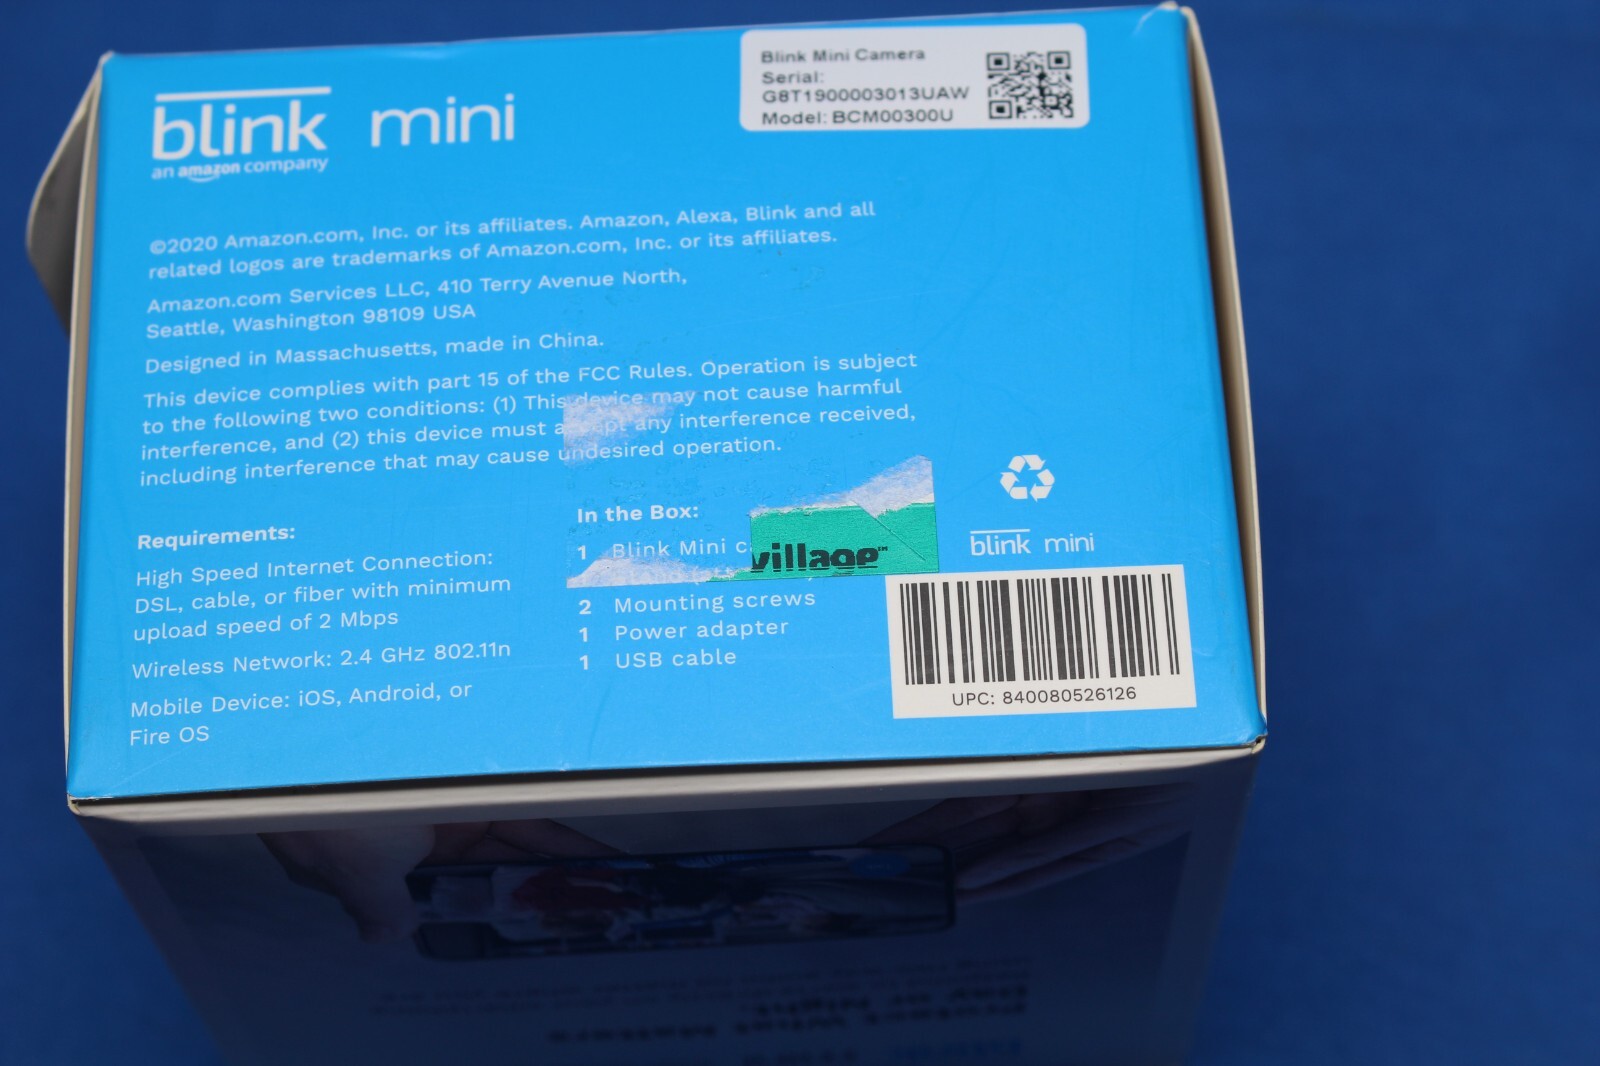 blink mini
an amazon company
Blink Mini Camera
Serial:
G8T1900003013UAW
Model: BCM00300U
©2020 Amazon.com, Inc. or its affiliates. Amazon, Alexa, Blink and all
related logos are trademarks of Amazon.com, Inc. or its affiliates.
Amazon.com Services LLC, 410 Terry Avenue North,
Seattle, Washington 98109 USA
Designed in Massachusetts, made in China.
This device complies with part 15 of the FCC Rules. Operation is subject
to the following two conditions: (1) This device may not cause harmful
interference, and (2) this device must accept any interference received,
including interference that may cause undesired operation.
Requirements:
High Speed Internet Connection:
DSL, cable, or fiber with minimum
upload speed of 2 Mbps
Wireless Network: 2.4 GHz 802.11n
Mobile Device: iOS, Android, or
Fire OS
In the Box:
1 Blink Mini c
village™
2 Mounting screws
1 Power adapter
1 USB cable
blink mini
UPC: 840080526126